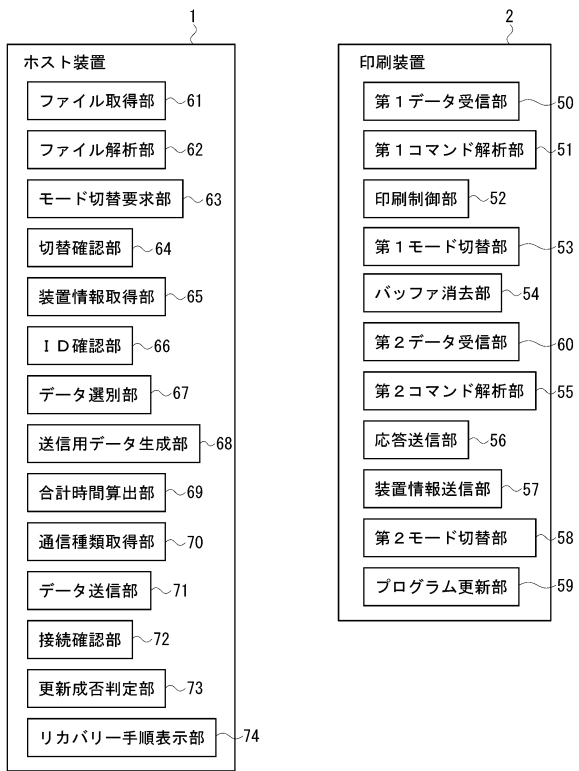 1
ホスト装置
ファイル取得部 61
ファイル解析部 62
モード切替要求部 63
切替確認部 64
装置情報取得部 65
ＩＤ確認部 66
データ選別部 67
送信用データ生成部 68
合計時間算出部 69
通信種類取得部 70
データ送信部 71
接続確認部 72
更新成否判定部 73
リカバリー手順表示部 74
2
印刷装置
第１データ受信部 50
第１コマンド解析部 51
印刷制御部 52
第１モード切替部 53
バッファ消去部 54
第２データ受信部 60
第２コマンド解析部 55
応答送信部 56
装置情報送信部 57
第２モード切替部 58
プログラム更新部 59